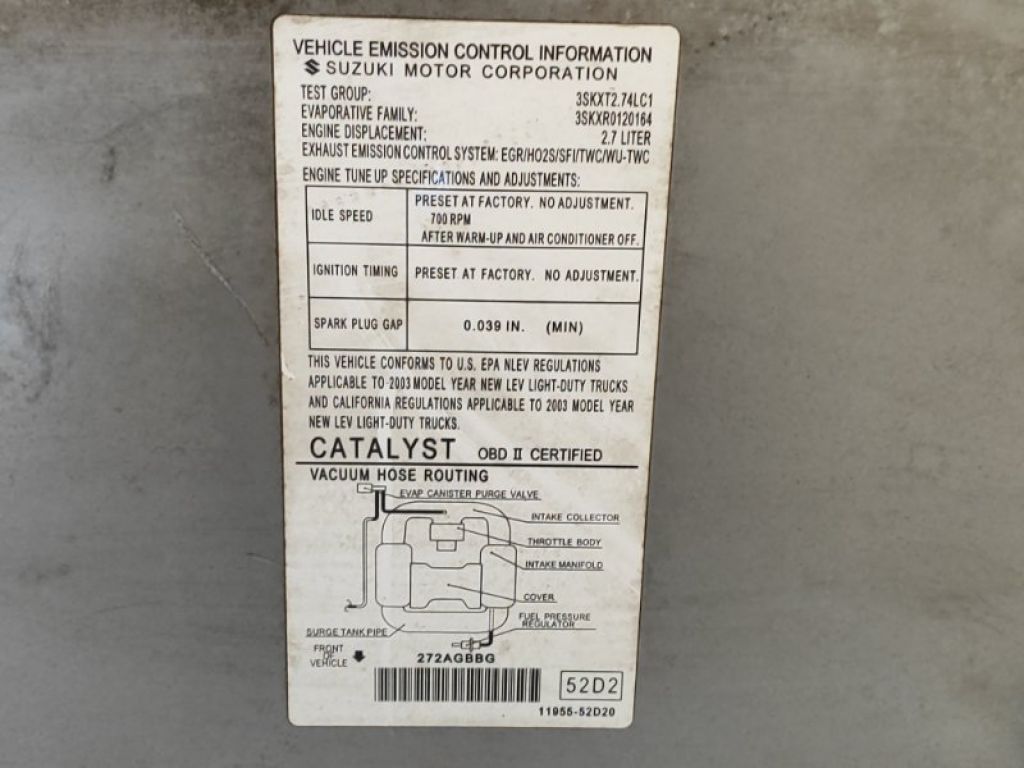 VEHICLE EMISSION CONTROL INFORMATION
SUZUKI MOTOR CORPORATION
TEST GROUP: 3SKXT2.74LC1
EVAPORATIVE FAMILY: 3SKXR0120164
ENGINE DISPLACEMENT: 2.7 LITER
EXHAUST EMISSION CONTROL SYSTEM: EGR/HO2S/SFI/TWC/WU-TWC
ENGINE TUNE UP SPECIFICATIONS AND ADJUSTMENTS:
IDLE SPEED
PRESET AT FACTORY. NO ADJUSTMENT.
700 RPM
AFTER WARM-UP AND AIR CONDITIONER OFF.
IGNITION TIMING
PRESET AT FACTORY. NO ADJUSTMENT.
SPARK PLUG GAP
0.039 IN. (MIN)
THIS VEHICLE CONFORMS TO U.S. EPA NLEV REGULATIONS
APPLICABLE TO 2003 MODEL YEAR NEW LEV LIGHT-DUTY TRUCKS
AND CALIFORNIA REGULATIONS APPLICABLE TO 2003 MODEL YEAR
NEW LEV LIGHT-DUTY TRUCKS.
CATALYST OBD II CERTIFIED
VACUUM HOSE ROUTING
EVAP CANISTER PURGE VALVE
INTAKE COLLECTOR
THROTTLE BODY
INTAKE MANIFOLD
COVER
FUEL PRESSURE
REGULATOR
SURGE TANK PIPE
FRONT
OF
VEHICLE
272AGBBG
52D2
11955-52D20